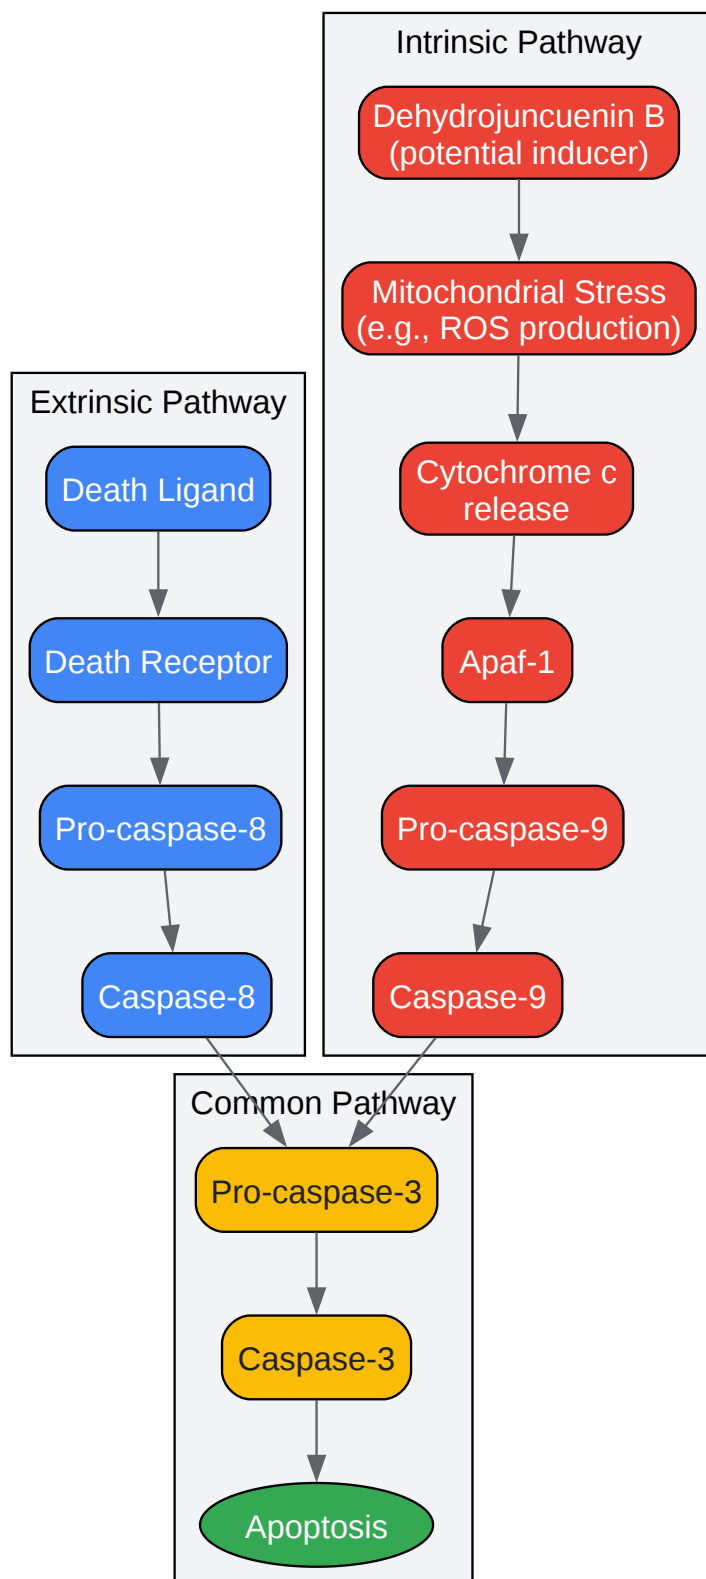 Intrinsic Pathway
Dehydrojuncuenin B
(potential inducer)
Mitochondrial Stress
(e.g., ROS production)
Cytochrome c
release
Apaf-1
Pro-caspase-9
Caspase-9
Extrinsic Pathway
Death Ligand
Death Receptor
Pro-caspase-8
Caspase-8
Common Pathway
Pro-caspase-3
Caspase-3
Apoptosis